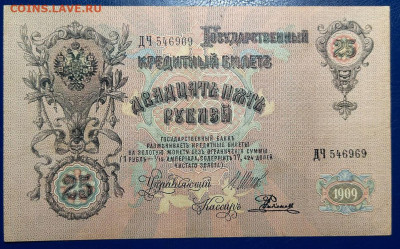 COINS.LAVE.RU
ДЧ 546969
Государственный
25
Кредитный Билетъ
Двадцать пять
рублей
Государственный Банкъ
размѣниваетъ кредитные билеты
на золотую монету безъ ограниченія суммы
(1 рубль = 1/15 имперіала, содержитъ 17,424 долей
чистаго золота).
ДЧ 546969
Управляющій
25
Кассиръ
1909